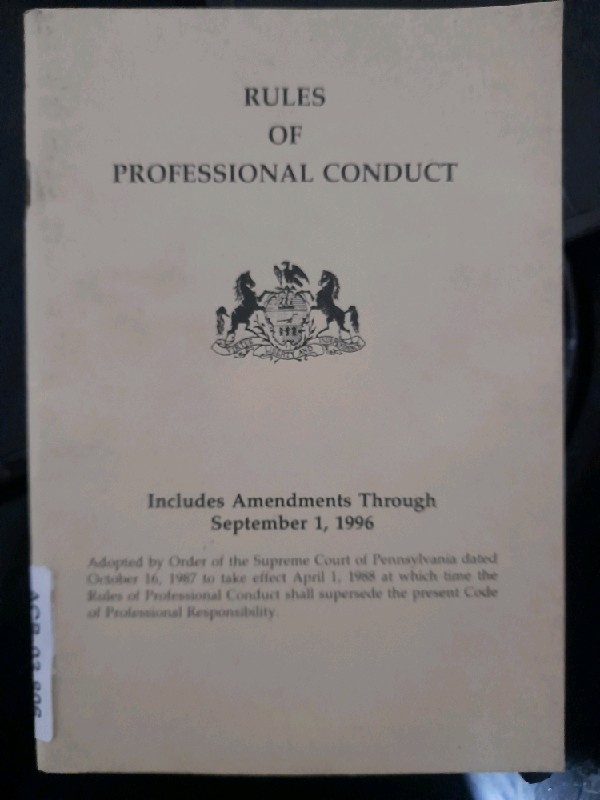 RULES
OF
PROFESSIONAL CONDUCT
LIBERTY AND
Includes Amendments Through
September 1, 1996
Adopted by Order of the Supreme Court of Pennsylvania dated
October 16, 1987 to take effect April 1, 1988 at which time the
Rules of Professional Conduct shall supersede the present Code
of Professional Responsibility.